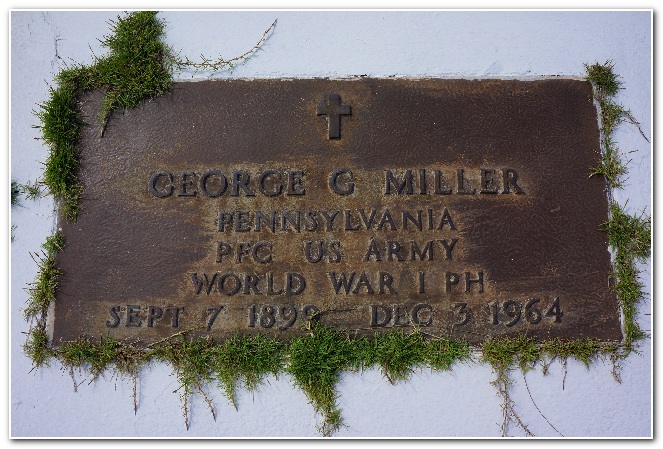 GEORGE G MILLER
PENNSYLVANIA
PFC US ARMY
WORLD WAR I PH
SEPT 7 1899 DEC 3 1964